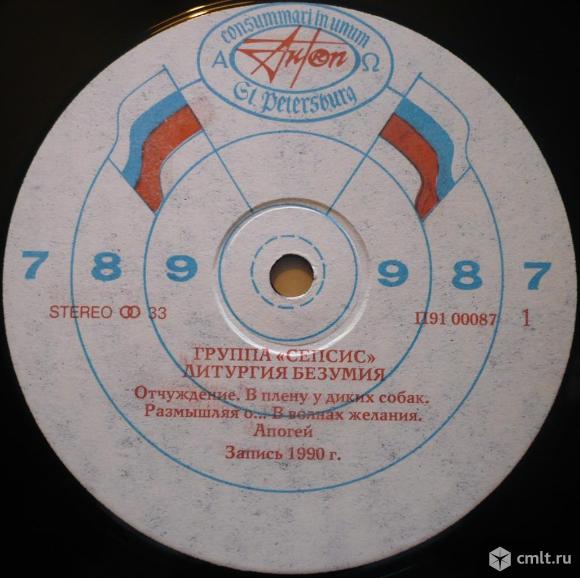 consummari in unum
Α Антон Ω
St. Petersburg
7 8 9 9 8 7
STEREO 33
П91 00087 1
ГРУППА «СЕПСИС»
ЛИТУРГИЯ БЕЗУМИЯ
Отчуждение. В плену у диких собак.
Размышляя о... В волнах желания.
Апогей
Запись 1990 г.
cmlt.ru